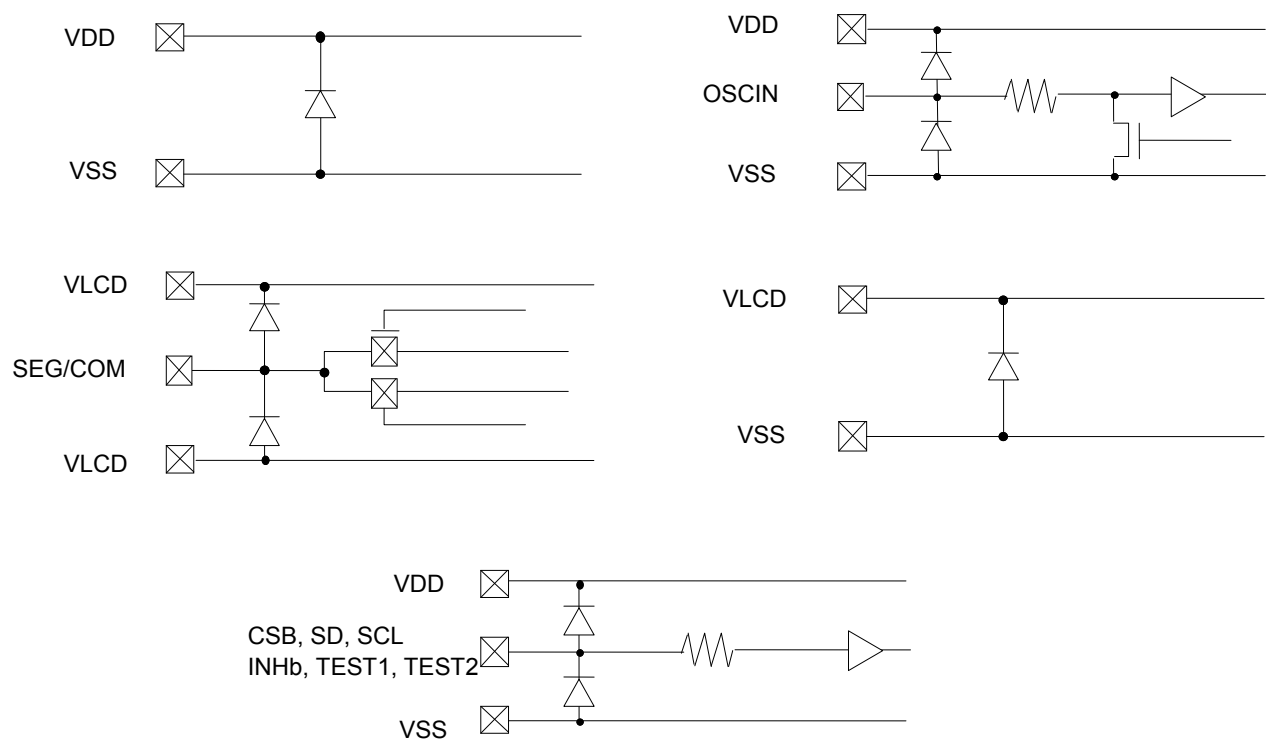 VDD
VSS
VDD
OSCIN
VSS
VLCD
SEG/COM
VLCD
VLCD
VSS
VDD
CSB, SD, SCL
INHb, TEST1, TEST2
VSS